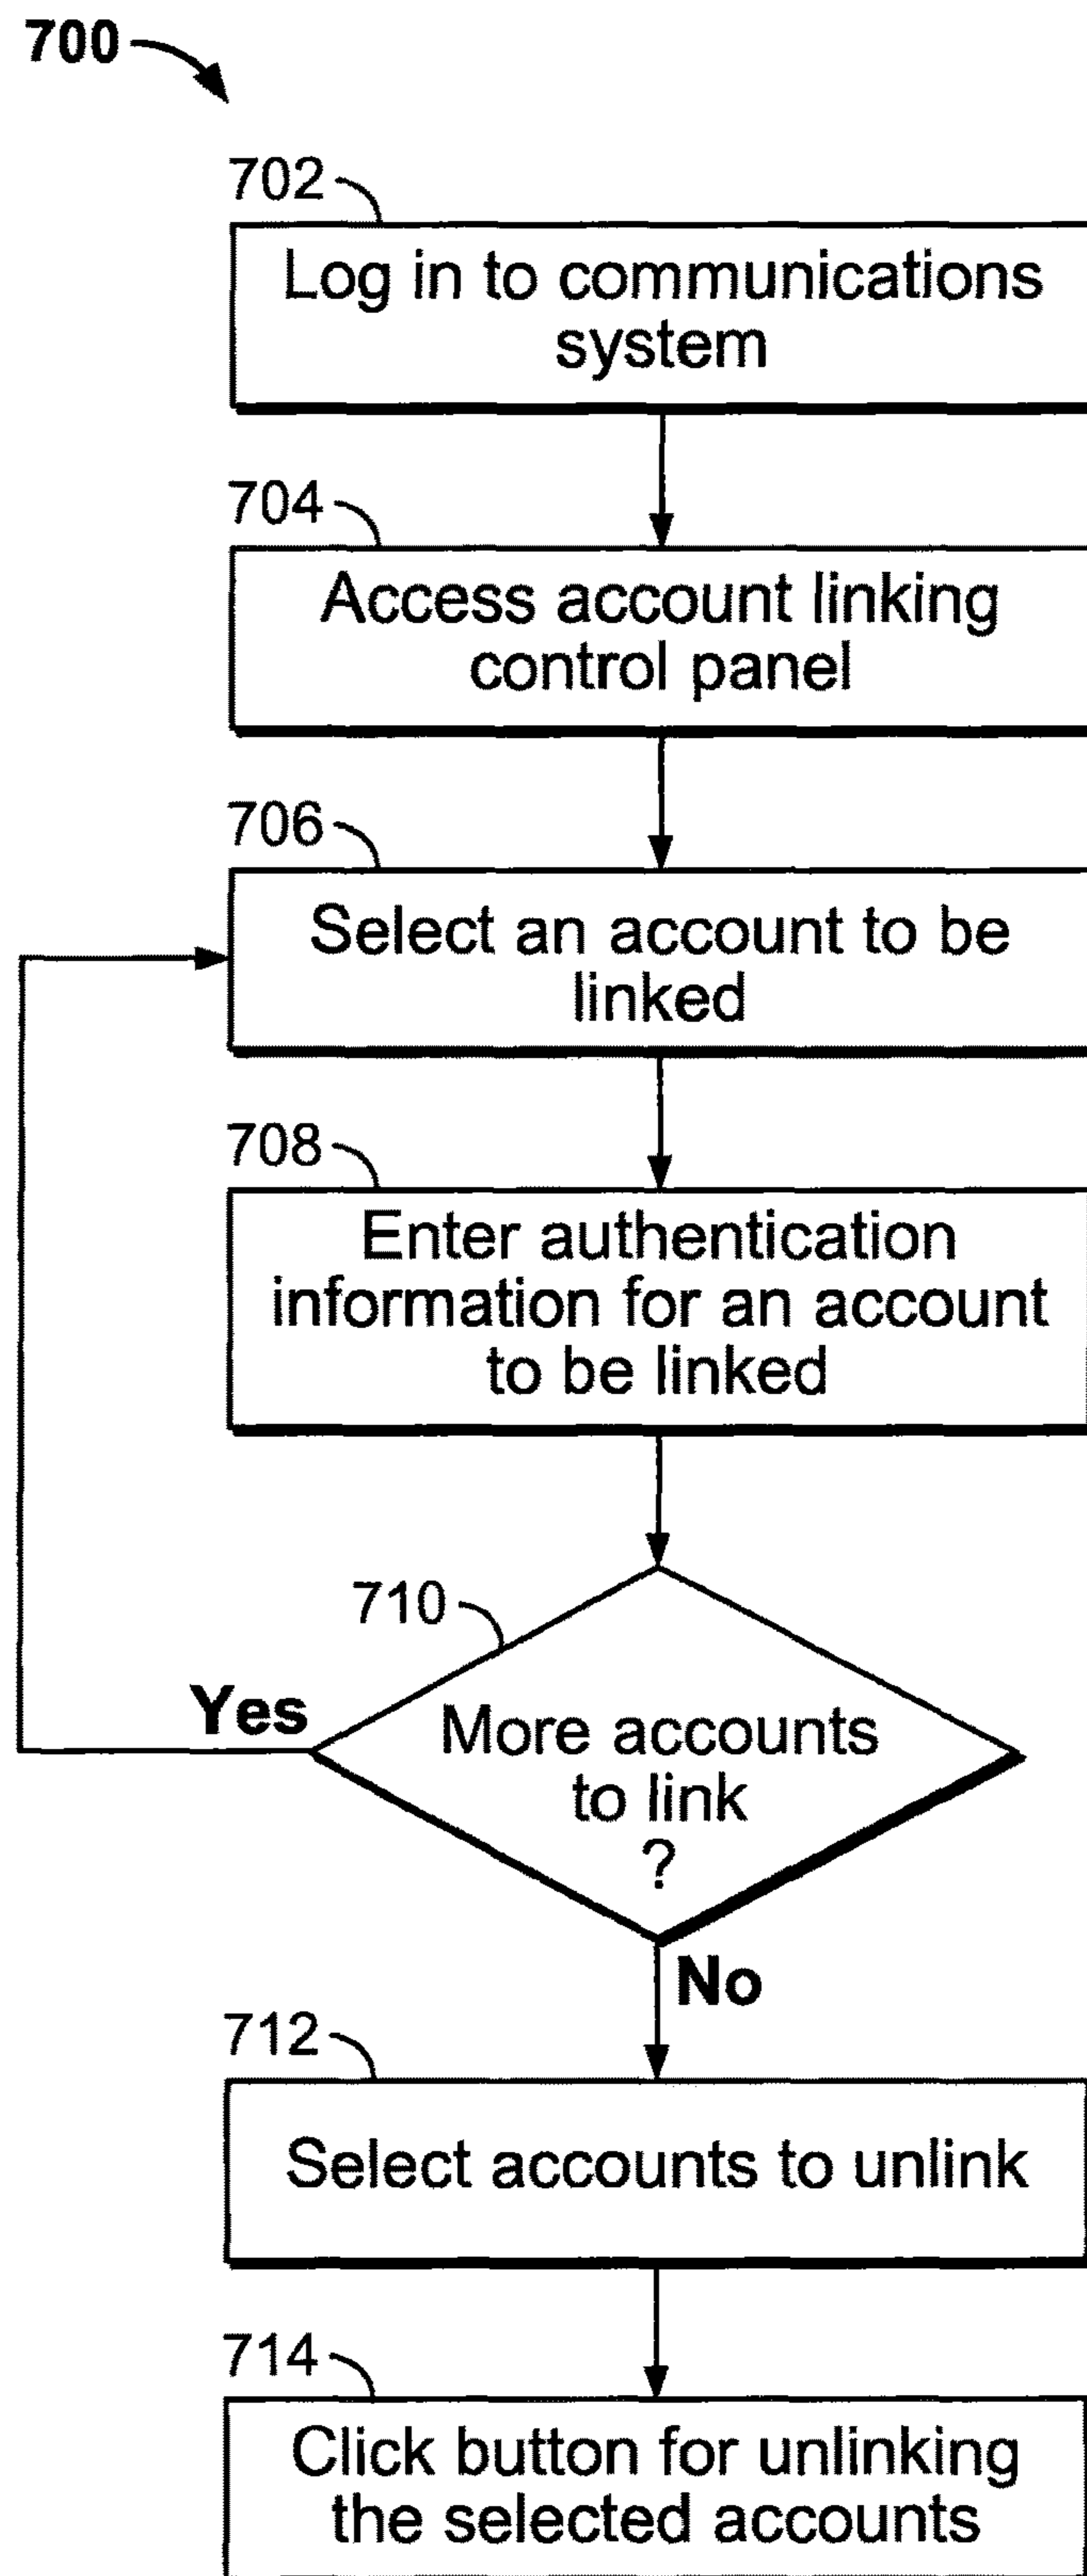 700
702
Log in to communications
system
704
Access account linking
control panel
706
Select an account to be
linked
708
Enter authentication
information for an account
to be linked
710
Yes
More accounts
to link
?
No
712
Select accounts to unlink
714
Click button for unlinking
the selected accounts